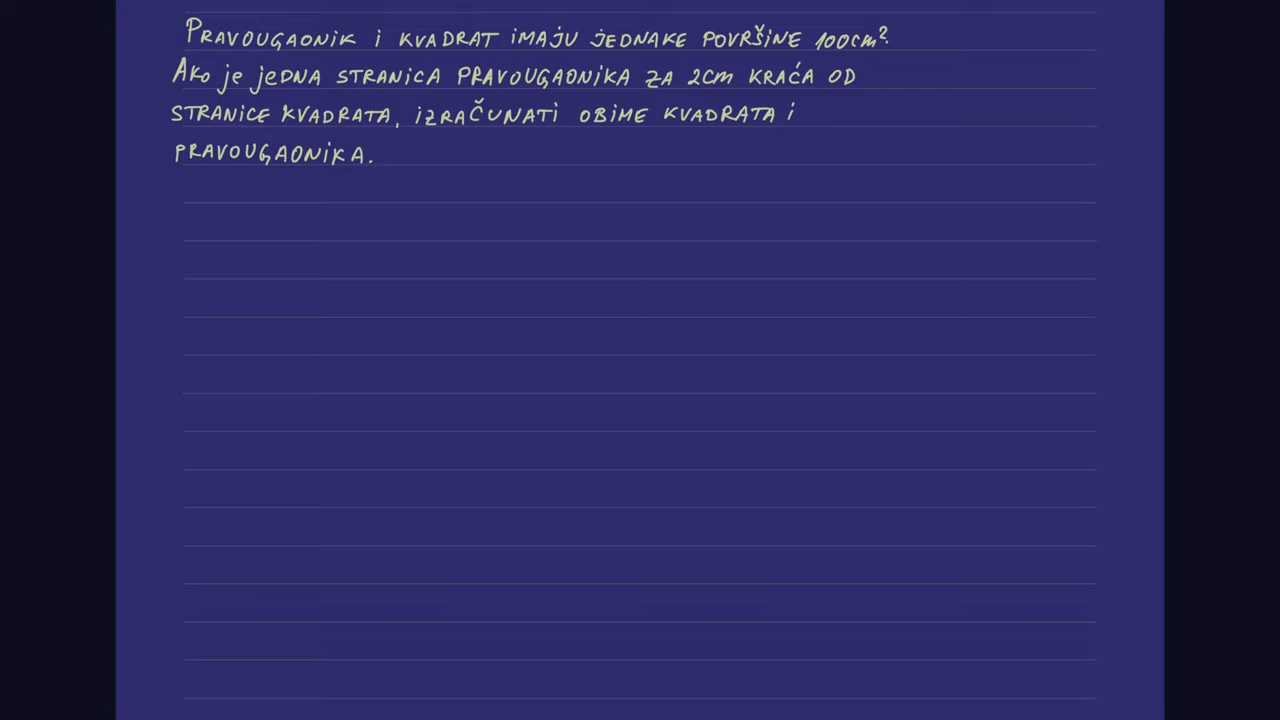 PRAVOUGAONIK i KVADRAT iMAJU JEDNAKE POVRŠiNE 100cm².
AKo je jEDNA STRANiCA PRAVOUGAONiKA ZA 2cm KRAĆA OD
STRANiCE KVADRATA, iZRAČUNATi OBiME KVADRATA i
PRAVOUGAONiKA.